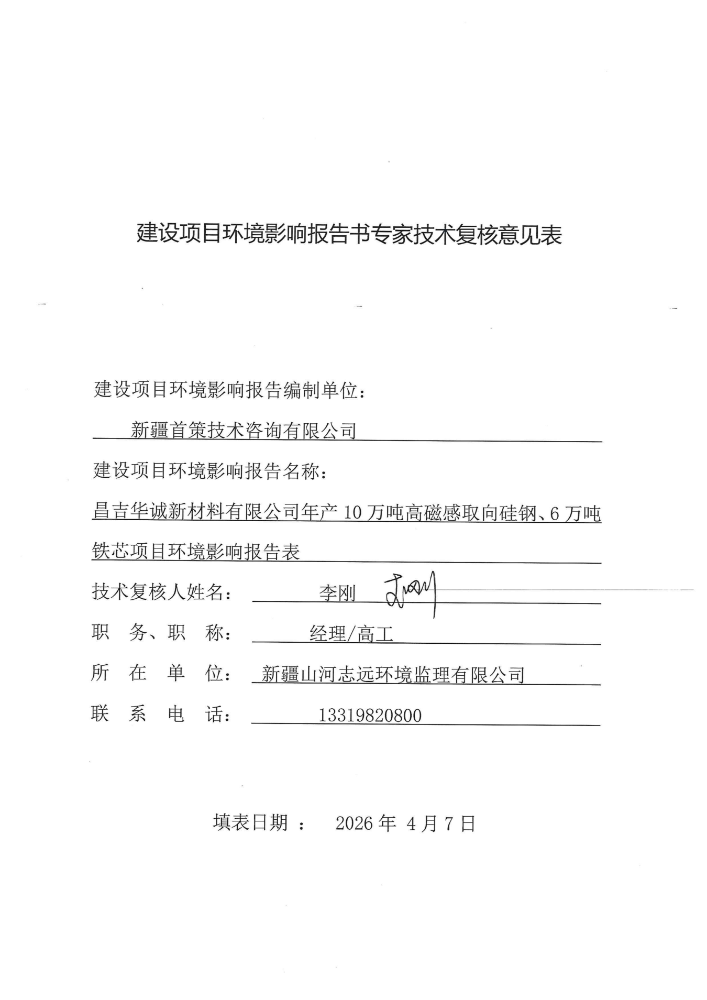 建设项目环境影响报告书专家技术复核意见表
建设项目环境影响报告编制单位：
新疆首策技术咨询有限公司
建设项目环境影响报告名称：
昌吉华诚新材料有限公司年产 10 万吨高磁感取向硅钢、6 万吨
铁芯项目环境影响报告表
技术复核人姓名： 李刚 李刚
职 务、职 称： 经理/高工
所 在 单 位： 新疆山河志远环境监理有限公司
联 系 电 话： 13319820800
填表日期 ： 2026 年 4 月 7 日